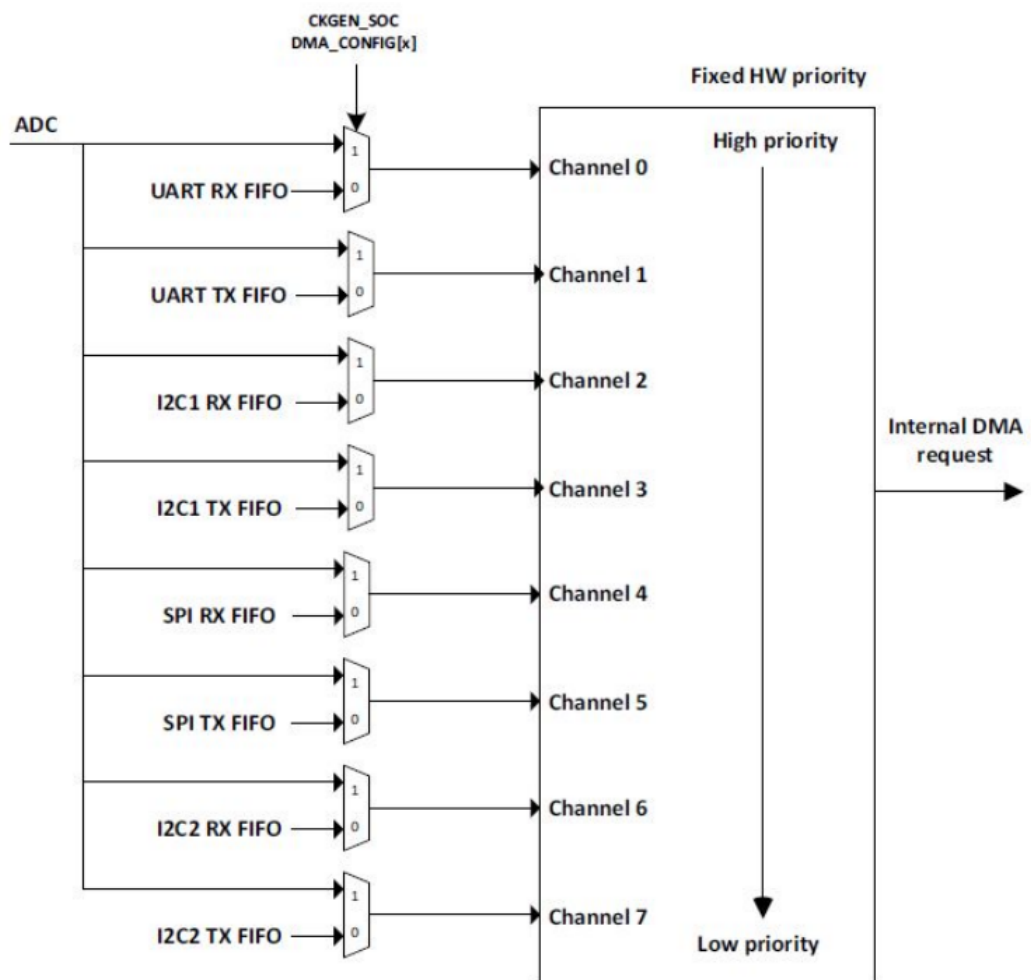 CKGEN_SOC
DMA_CONFIG[x]
Fixed HW priority
ADC
High priority
1
0
UART RX FIFO
Channel 0
1
0
UART TX FIFO
Channel 1
1
0
I2C1 RX FIFO
Channel 2
Internal DMA
request
1
0
I2C1 TX FIFO
Channel 3
1
0
SPI RX FIFO
Channel 4
1
0
SPI TX FIFO
Channel 5
1
0
I2C2 RX FIFO
Channel 6
1
0
I2C2 TX FIFO
Channel 7
Low priority